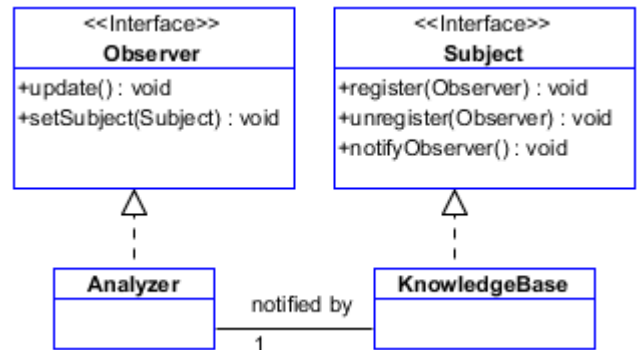 <<Interface>>
Observer
+update() : void
+setSubject(Subject) : void
<<Interface>>
Subject
+register(Observer) : void
+unregister(Observer) : void
+notifyObserver() : void
Analyzer
notified by
1
KnowledgeBase